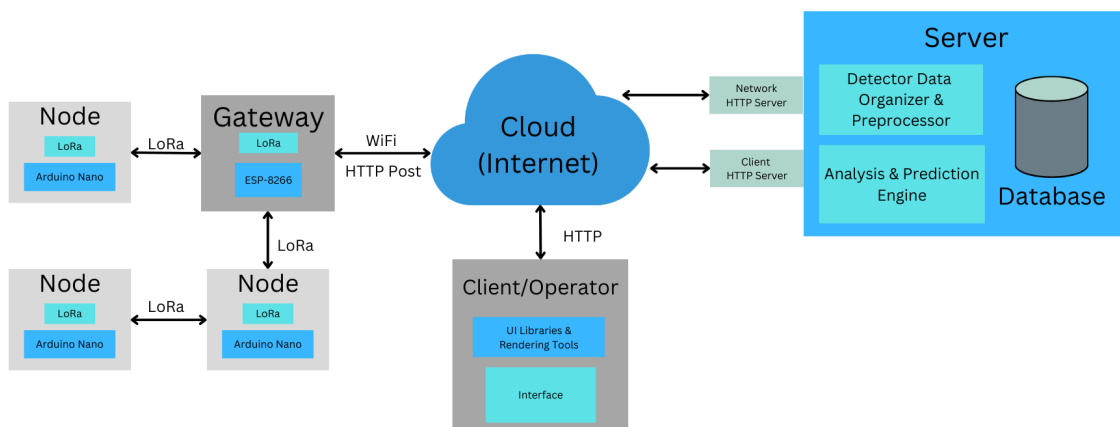 Node
LoRa
Arduino Nano
LoRa
Gateway
LoRa
ESP-8266
WiFi
HTTP Post
Cloud
(Internet)
Network
HTTP Server
Client
HTTP Server
Server
Detector Data
Organizer &
Preprocessor
Analysis & Prediction
Engine
Database
LoRa
Node
LoRa
Arduino Nano
LoRa
Node
LoRa
Arduino Nano
HTTP
Client/Operator
UI Libraries &
Rendering Tools
Interface